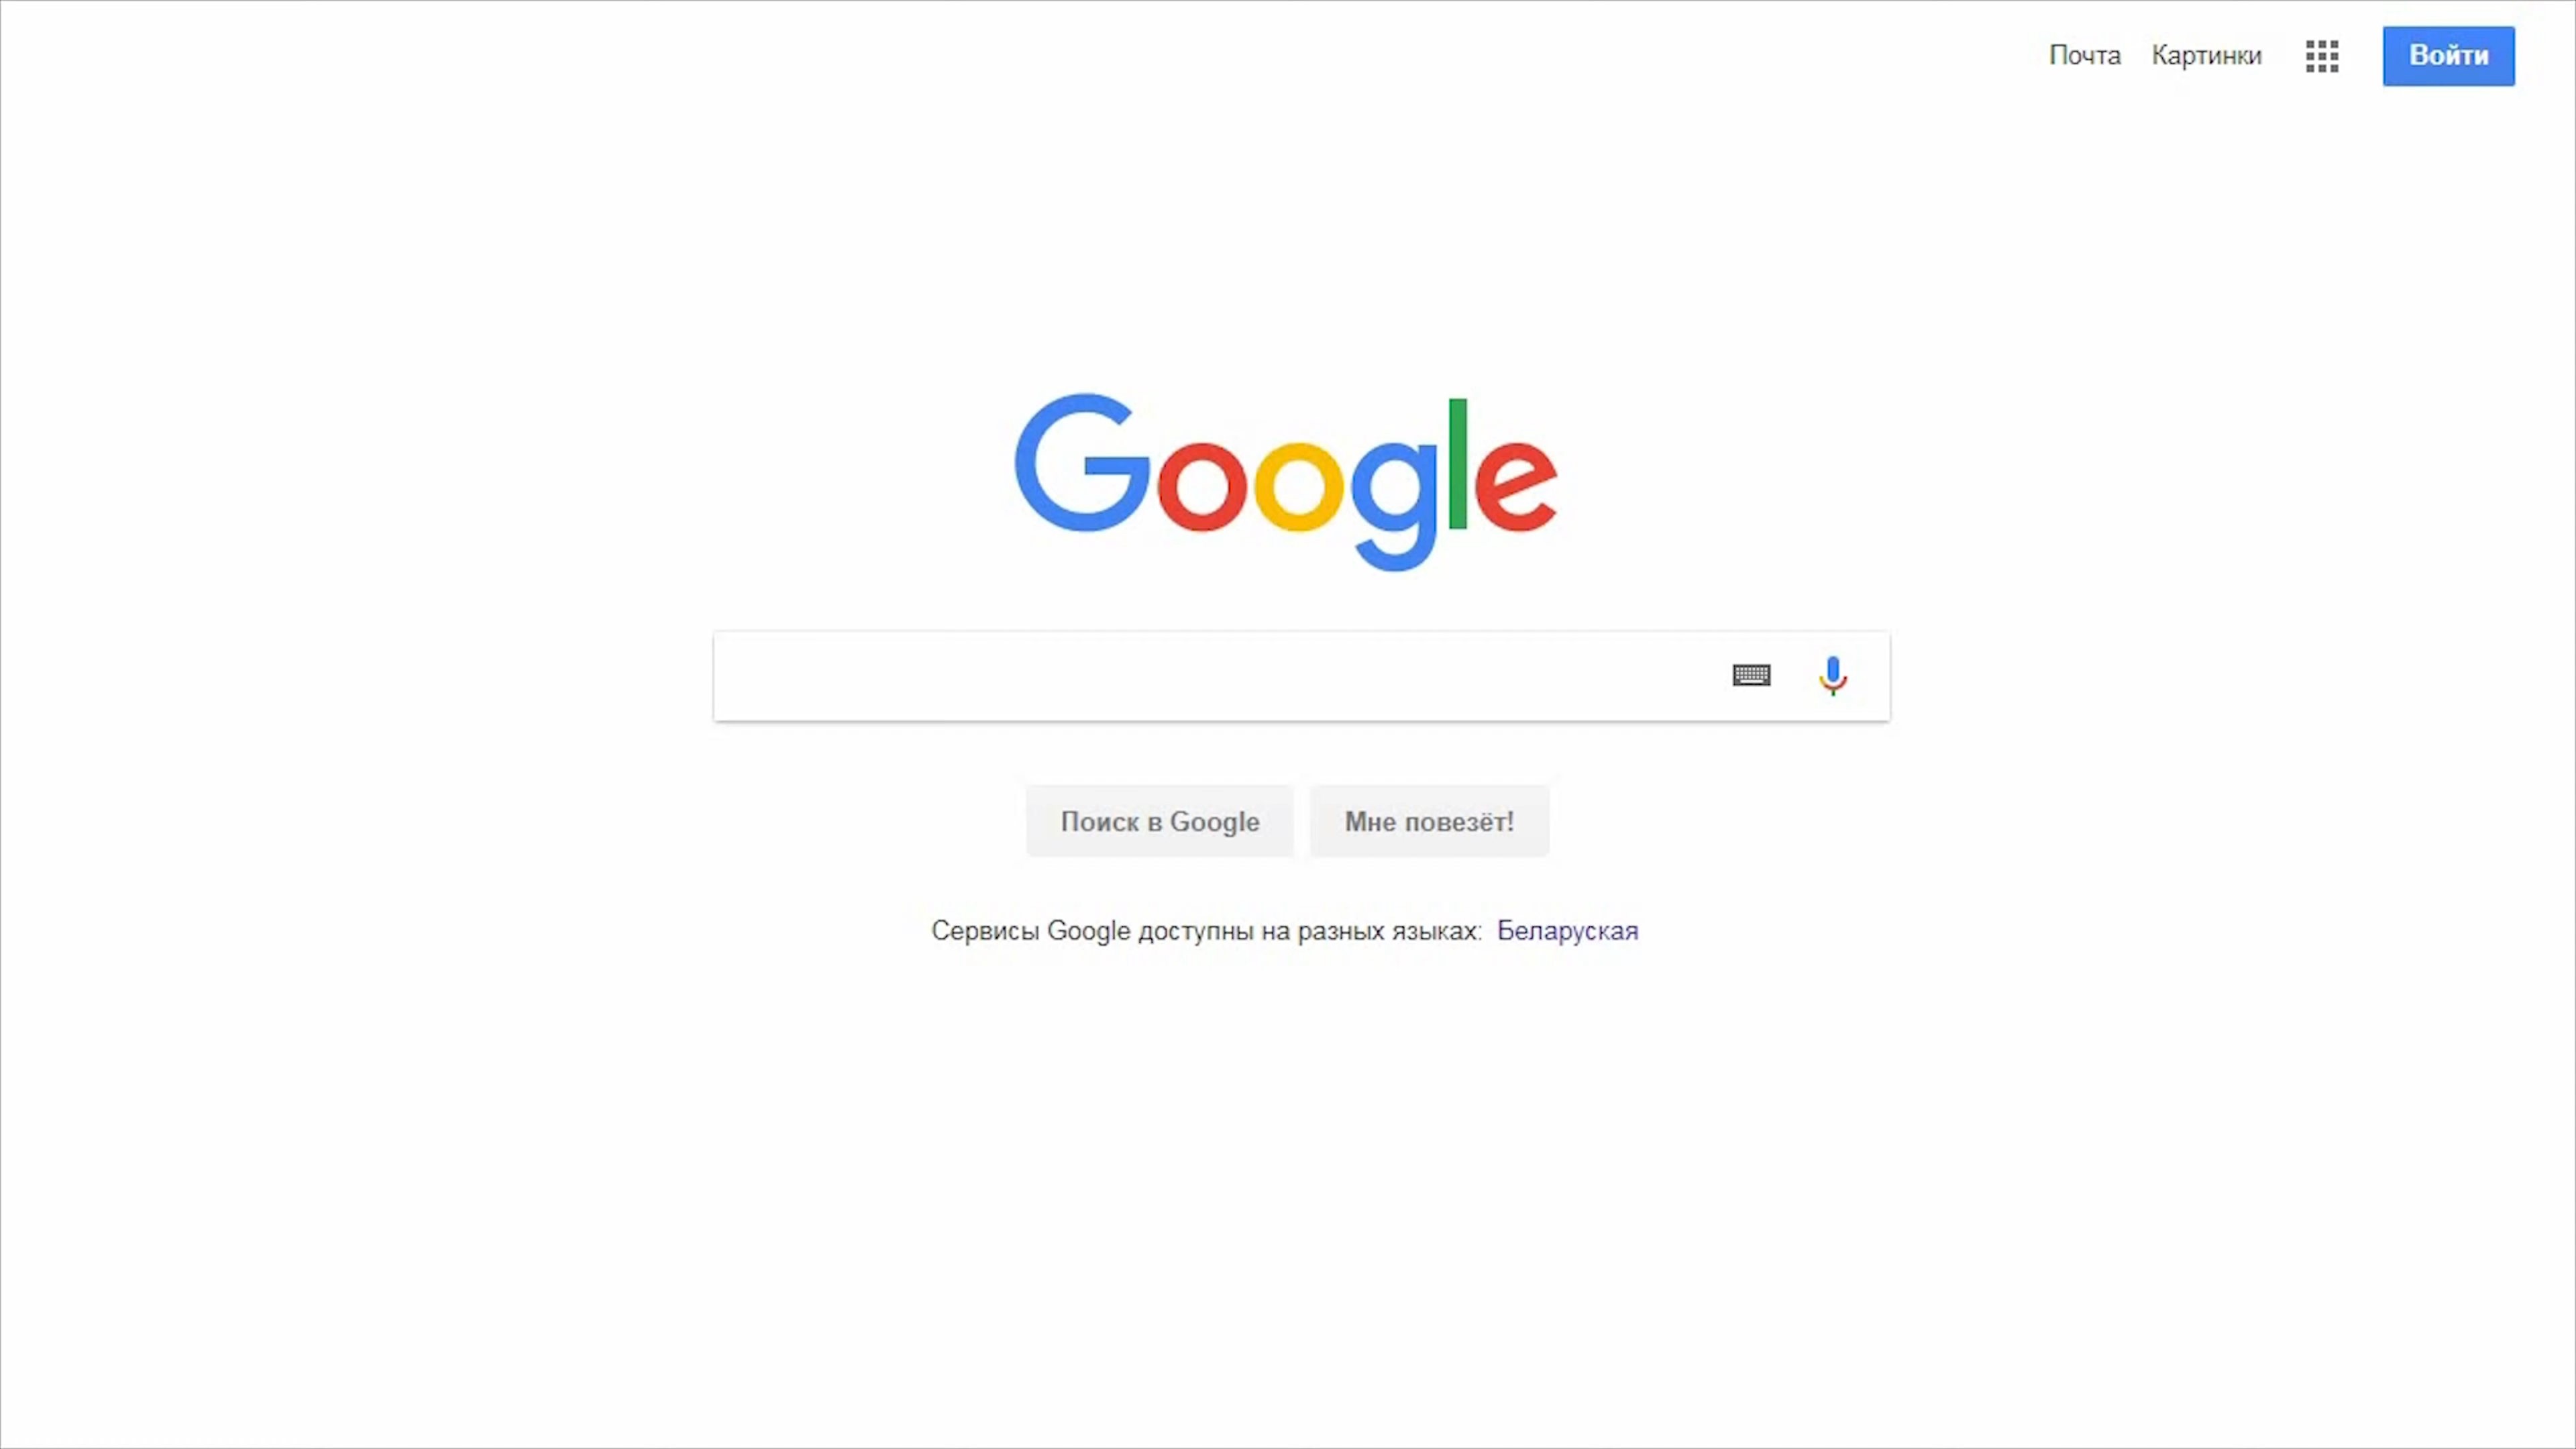 Почта Картинки Войти
Google
Поиск в Google Мне повезёт!
Сервисы Google доступны на разных языках: Беларуская